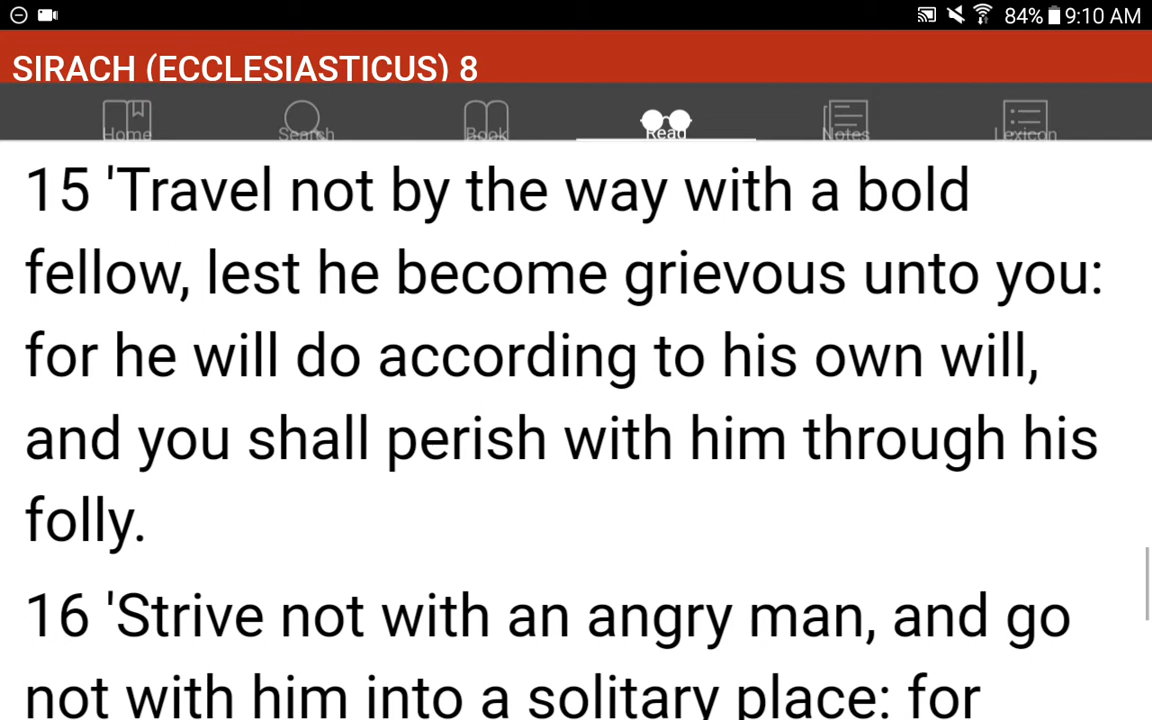 84% 9:10 AM
SIRACH (ECCLESIASTICUS) 8
Home Search Book Read Notes Lexicon
15 'Travel not by the way with a bold
fellow, lest he become grievous unto you:
for he will do according to his own will,
and you shall perish with him through his
folly.
16 'Strive not with an angry man, and go
not with him into a solitary place: for